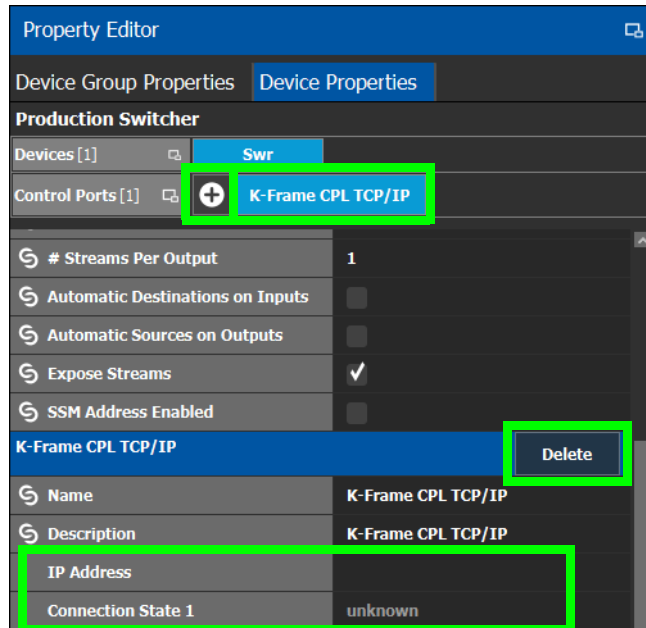 Property Editor
Device Group Properties Device Properties
Production Switcher
Devices [1] Swr
Control Ports [1] K-Frame CPL TCP/IP
# Streams Per Output 1
Automatic Destinations on Inputs
Automatic Sources on Outputs
Expose Streams
SSM Address Enabled
K-Frame CPL TCP/IP Delete
Name K-Frame CPL TCP/IP
Description K-Frame CPL TCP/IP
IP Address
Connection State 1 unknown